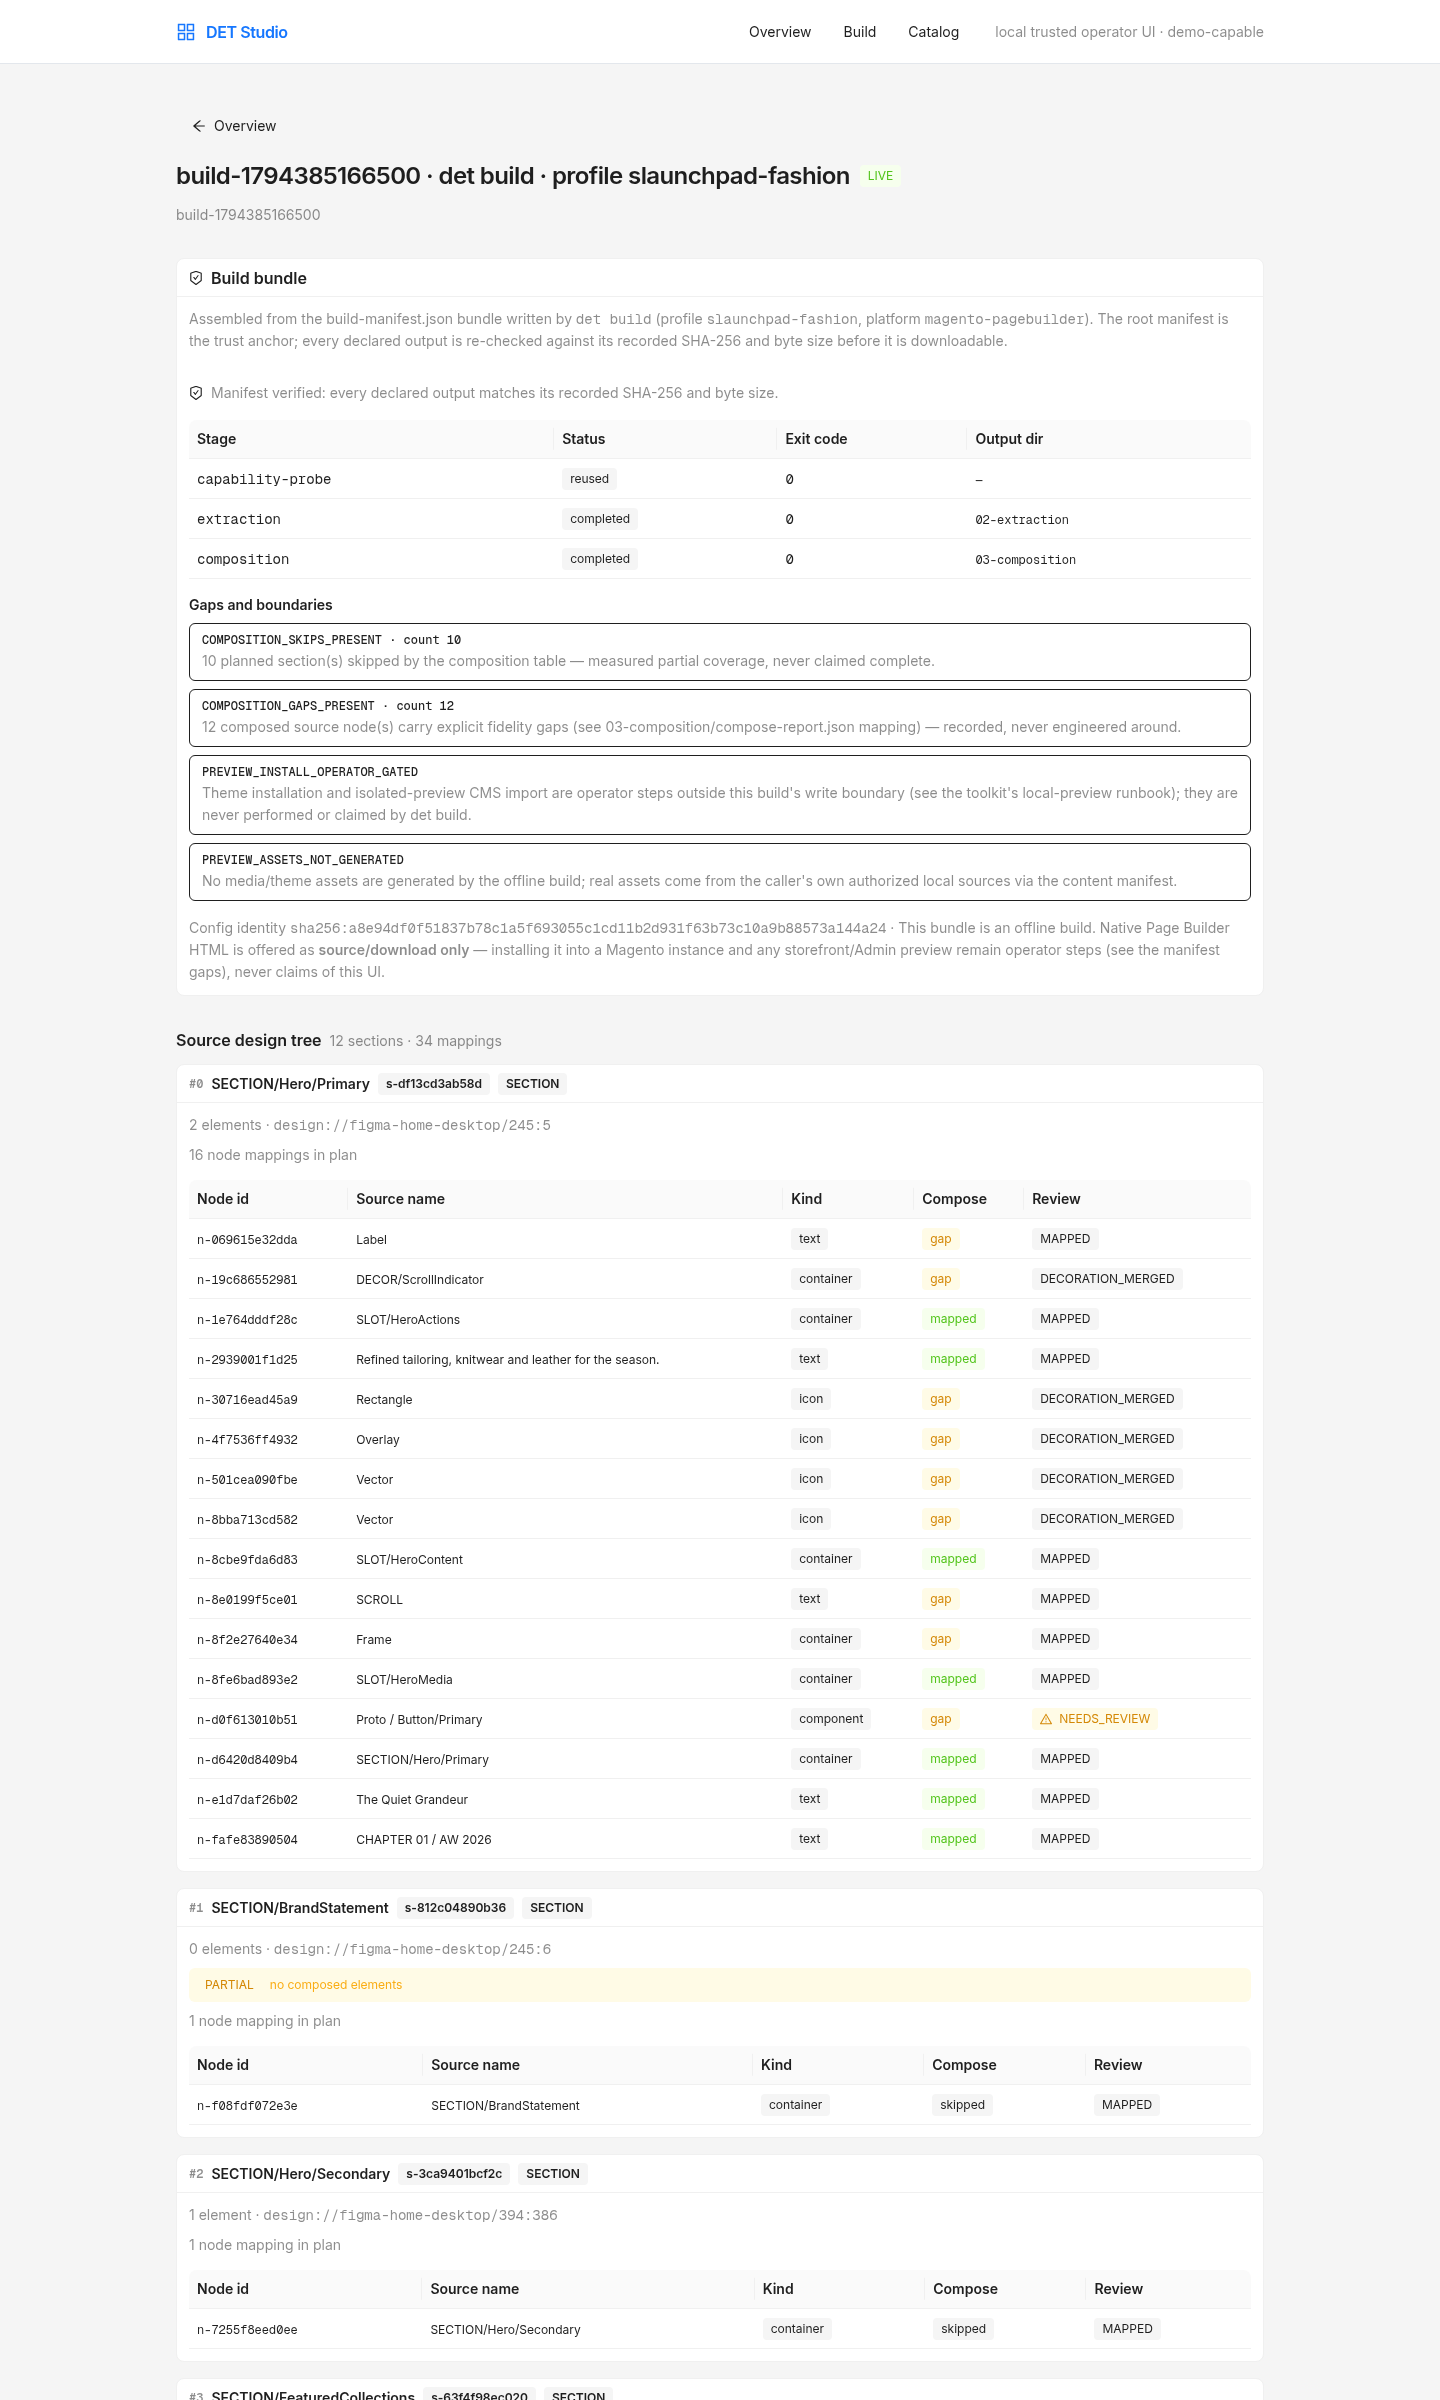 DET Studio
Overview
Build
Catalog
local trusted operator UI · demo-capable
Overview
build-1794385166500 · det build · profile slaunchpad-fashion LIVE
build-1794385166500
Build bundle
Assembled from the build-manifest.json bundle written by det build (profile slaunchpad-fashion, platform magento-pagebuilder). The root manifest is
the trust anchor; every declared output is re-checked against its recorded SHA-256 and byte size before it is downloadable.
Manifest verified: every declared output matches its recorded SHA-256 and byte size.
Stage Status Exit code Output dir
capability-probe reused 0 —
extraction completed 0 02-extraction
composition completed 0 03-composition
Gaps and boundaries
COMPOSITION_SKIPS_PRESENT · count 10
10 planned section(s) skipped by the composition table — measured partial coverage, never claimed complete.
COMPOSITION_GAPS_PRESENT · count 12
12 composed source node(s) carry explicit fidelity gaps (see 03-composition/compose-report.json mapping) — recorded, never engineered around.
PREVIEW_INSTALL_OPERATOR_GATED
Theme installation and isolated-preview CMS import are operator steps outside this build's write boundary (see the toolkit's local-preview runbook); they are
never performed or claimed by det build.
PREVIEW_ASSETS_NOT_GENERATED
No media/theme assets are generated by the offline build; real assets come from the caller's own authorized local sources via the content manifest.
Config identity sha256:a8e94df0f51837b78c1a5f693055c1cd11b2d931f63b73c10a9b88573a144a24 · This bundle is an offline build. Native Page Builder
HTML is offered as source/download only — installing it into a Magento instance and any storefront/Admin preview remain operator steps (see the manifest
gaps), never claims of this UI.
Source design tree 12 sections · 34 mappings
#0 SECTION/Hero/Primary s-df13cd3ab58d SECTION
2 elements · design://figma-home-desktop/245:5
16 node mappings in plan
Node id Source name Kind Compose Review
n-069615e32dda Label text gap MAPPED
n-19c686552981 DECOR/ScrollIndicator container gap DECORATION_MERGED
n-1e764dddf28c SLOT/HeroActions container mapped MAPPED
n-2939001f1d25 Refined tailoring, knitwear and leather for the season. text mapped MAPPED
n-30716ead45a9 Rectangle icon gap DECORATION_MERGED
n-4f7536ff4932 Overlay icon gap DECORATION_MERGED
n-501cea090fbe Vector icon gap DECORATION_MERGED
n-8bba713cd582 Vector icon gap DECORATION_MERGED
n-8cbe9fda6d83 SLOT/HeroContent container mapped MAPPED
n-8e0199f5ce01 SCROLL text gap MAPPED
n-8f2e27640e34 Frame container gap MAPPED
n-8fe6bad893e2 SLOT/HeroMedia container mapped MAPPED
n-d0f613010b51 Proto / Button/Primary component gap NEEDS_REVIEW
n-d6420d8409b4 SECTION/Hero/Primary container mapped MAPPED
n-e1d7daf26b02 The Quiet Grandeur text mapped MAPPED
n-fafe83890504 CHAPTER 01 / AW 2026 text mapped MAPPED
#1 SECTION/BrandStatement s-812c04890b36 SECTION
0 elements · design://figma-home-desktop/245:6
PARTIAL no composed elements
1 node mapping in plan
Node id Source name Kind Compose Review
n-f08fdf072e3e SECTION/BrandStatement container skipped MAPPED
#2 SECTION/Hero/Secondary s-3ca9401bcf2c SECTION
1 element · design://figma-home-desktop/394:386
1 node mapping in plan
Node id Source name Kind Compose Review
n-7255f8eed0ee SECTION/Hero/Secondary container skipped MAPPED
#3 SECTION/FeaturedCollections s-63f4f98ec020 SECTION